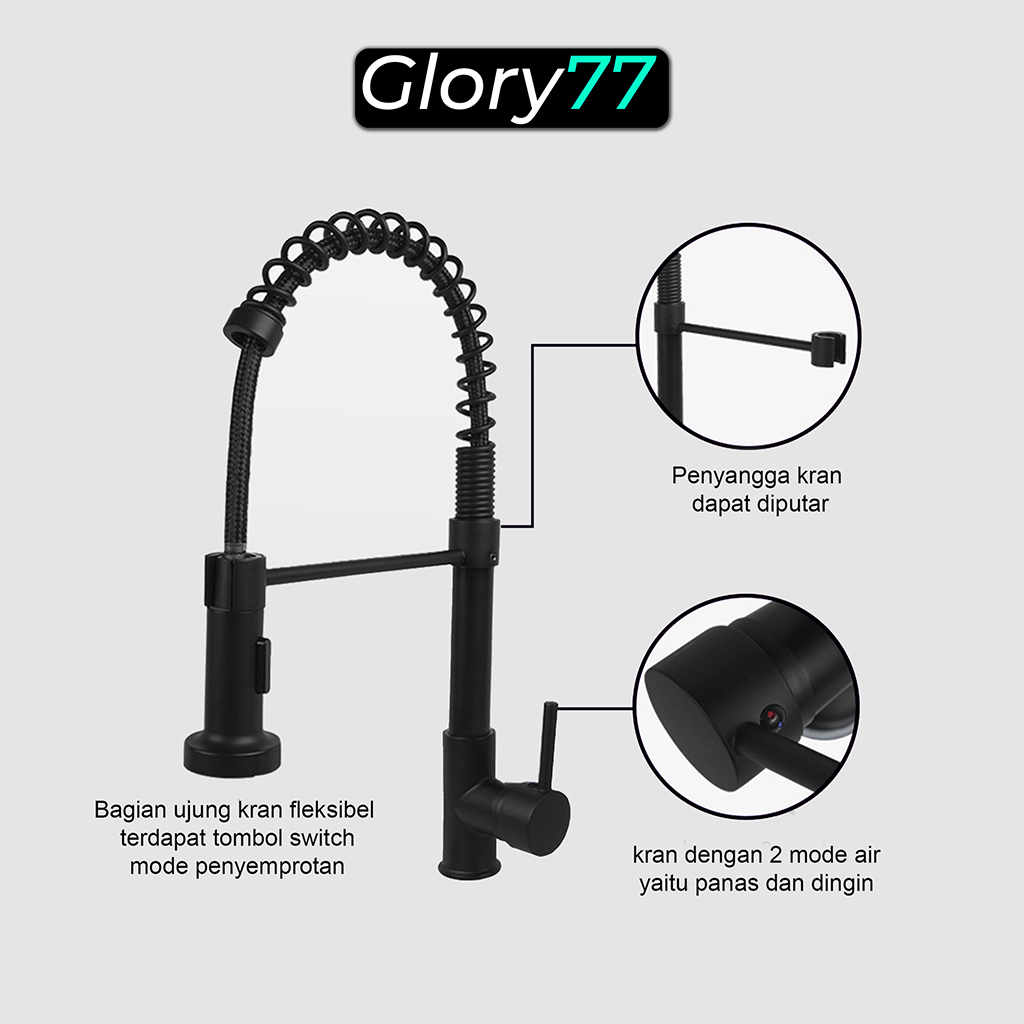 Glory77
Penyangga kran
dapat diputar
Bagian ujung kran fleksibel
terdapat tombol switch
mode penyemprotan
kran dengan 2 mode air
yaitu panas dan dingin